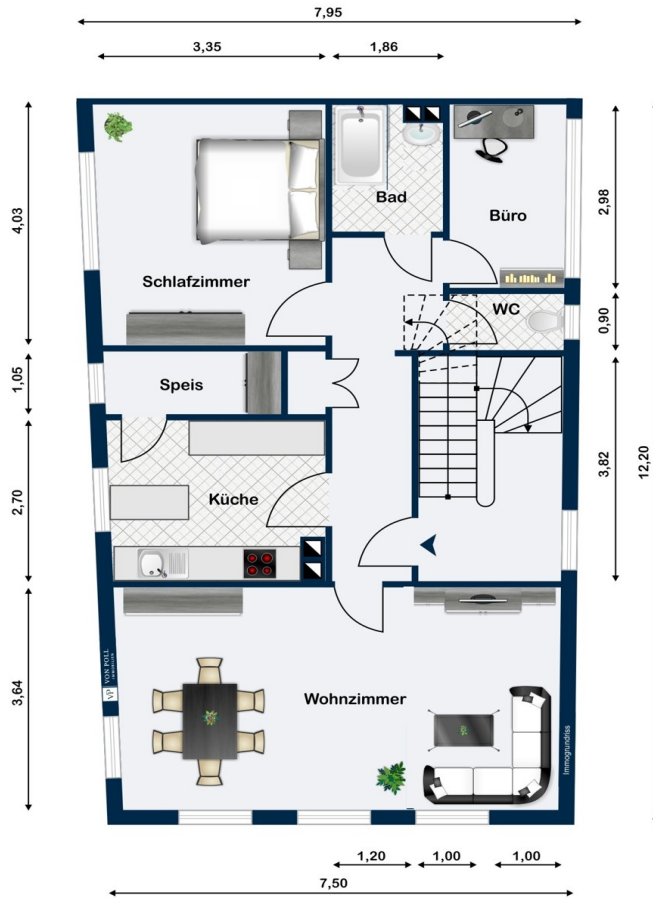 7,95
3,35
1,86
4,03
2,98
Bad
Büro
Schlafzimmer
WC
0,90
1,05
Speis
3,82
12,20
2,70
Küche
3,64
VP VON POLL
IMMOBILIEN
Wohnzimmer
Immogrundriss
1,20
1,00
1,00
7,50